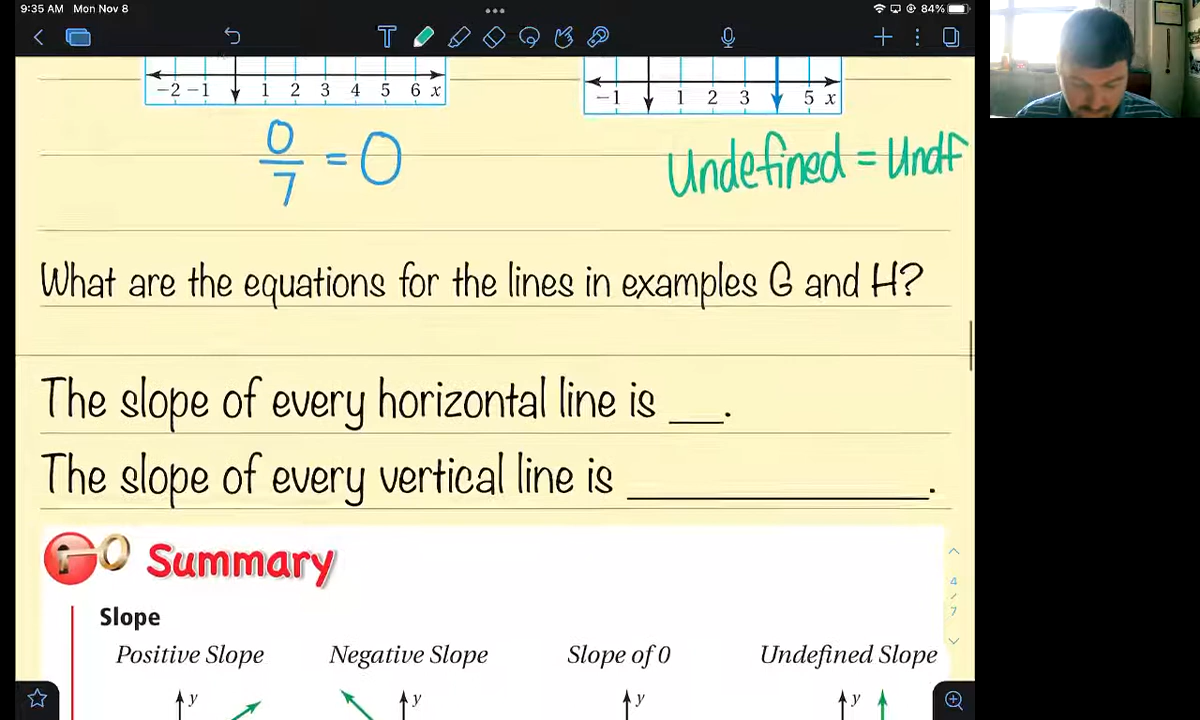 9:35 AM Mon Nov 8
84%
T
−2 −1 1 2 3 4 5 6 x
−1 1 2 3 5 x
0/7 = 0
Undefined = Undf
What are the equations for the lines in examples G and H?
The slope of every horizontal line is ___.
The slope of every vertical line is _______________.
Summary
Slope
Positive Slope Negative Slope Slope of 0 Undefined Slope
y y y y
4 / 7